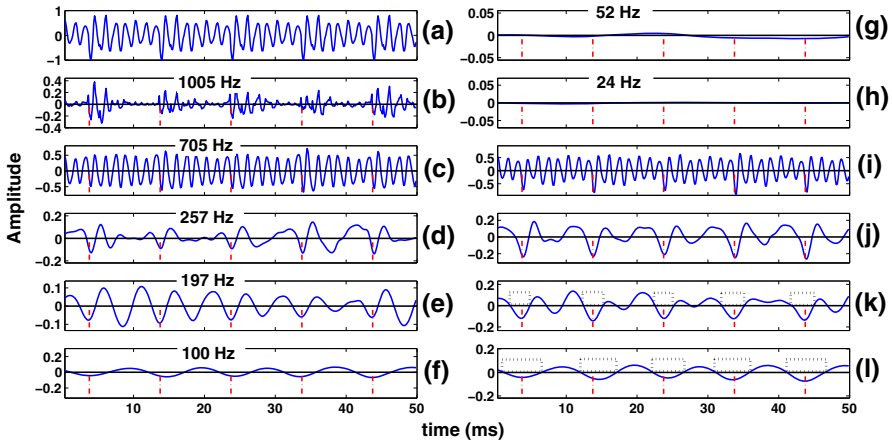 Amplitude
1
0
−1
(a)
1005 Hz
0.4
0.2
0
−0.2
−0.4
(b)
705 Hz
0.5
0
−0.5
(c)
257 Hz
0.2
0
−0.2
(d)
197 Hz
0.1
0
−0.1
(e)
100 Hz
0.2
0
−0.2
(f)
10 20 30 40 50
52 Hz
0.05
0
−0.05
(g)
24 Hz
0.05
0
−0.05
(h)
0.5
0
−0.5
(i)
0.2
0
−0.2
(j)
0.2
0
−0.2
(k)
0.2
0
−0.2
(l)
10 20 30 40 50
time (ms)